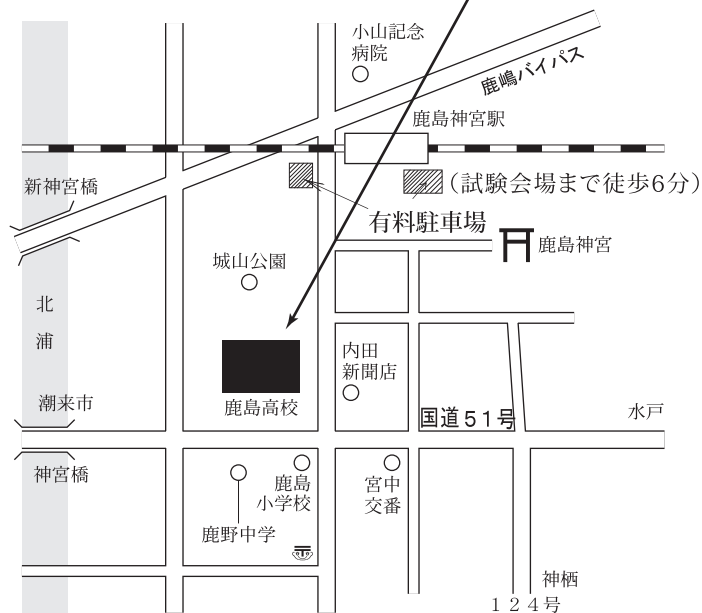 小山記念
病院
鹿嶋バイパス
鹿島神宮駅
新神宮橋
(試験会場まで徒歩6分)
有料駐車場
鹿島神宮
城山公園
北
浦
内田
新聞店
潮来市
鹿島高校
国道51号
水戸
神宮橋
鹿島
小学校
宮中
交番
鹿野中学
神栖
124号